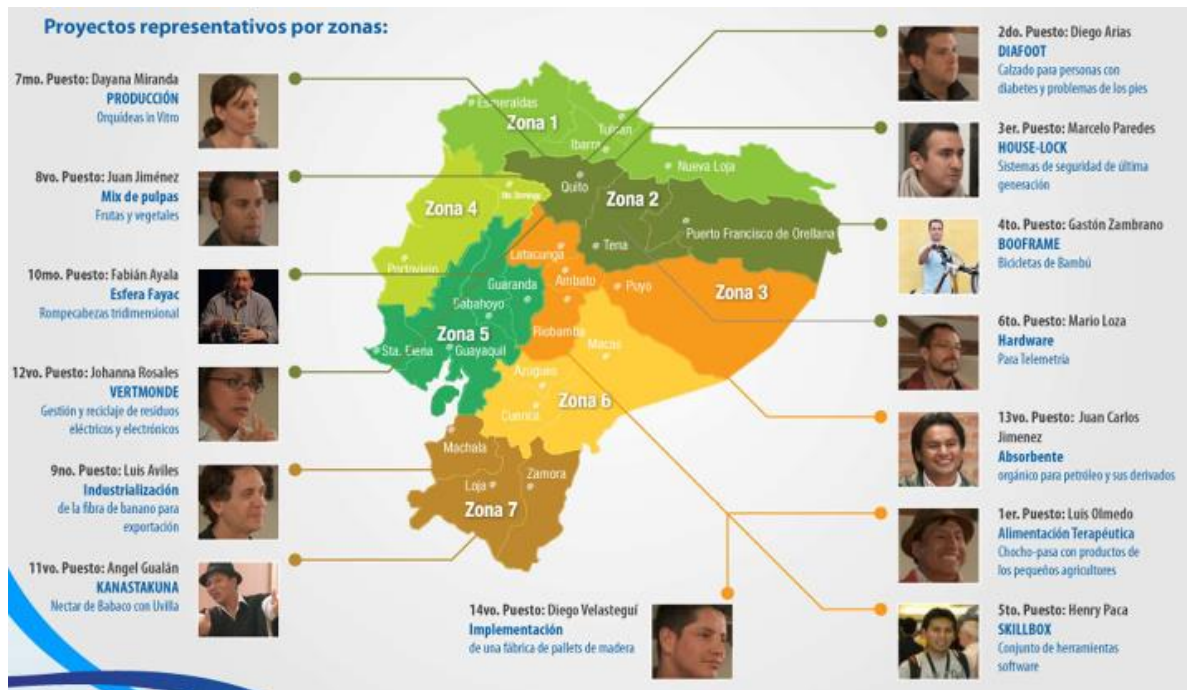 Proyectos representativos por zonas:
7mo. Puesto: Dayana Miranda
PRODUCCIÓN
Orquídeas in Vitro
8vo. Puesto: Juan Jiménez
Mix de pulpas
Frutas y vegetales
10mo. Puesto: Fabián Ayala
Esfera Fayac
Rompecabezas tridimensional
12vo. Puesto: Johanna Rosales
VERTMONDE
Gestión y reciclaje de residuos
eléctricos y electrónicos
9no. Puesto: Luis Aviles
Industrialización
de la fibra de banano para
exportación
11vo. Puesto: Angel Gualán
KANASTAKUNA
Nectar de Babaco con Uvilla
Esmeraldas
Zona 1
Tulcan
Ibarra
Nueva Loja
Quito
Zona 2
Sto. Domingo
Zona 4
Puerto Francisco de Orellana
Tena
Latacunga
Portoviejo
Ambato
Puyo
Zona 3
Guaranda
Babahoyo
Riobamba
Zona 5
Macas
Sta. Elena
Guayaquil
Azogues
Zona 6
Cuenca
Machala
Zamora
Loja
Zona 7
2do. Puesto: Diego Arias
DIAFOOT
Calzado para personas con
diabetes y problemas de los pies
3er. Puesto: Marcelo Paredes
HOUSE-LOCK
Sistemas de seguridad de última
generación
4to. Puesto: Gastón Zambrano
BOOFRAME
Bicicletas de Bambú
6to. Puesto: Mario Loza
Hardware
Para Telemetría
13vo. Puesto: Juan Carlos
Jimenez
Absorbente
orgánico para petróleo y sus derivados
1er. Puesto: Luis Olmedo
Alimentación Terapéutica
Chocho-pasa con productos de
los pequeños agricultores
5to. Puesto: Henry Paca
SKILLBOX
Conjunto de herramientas
software
14vo. Puesto: Diego Velasteguí
Implementación
de una fábrica de pallets de madera